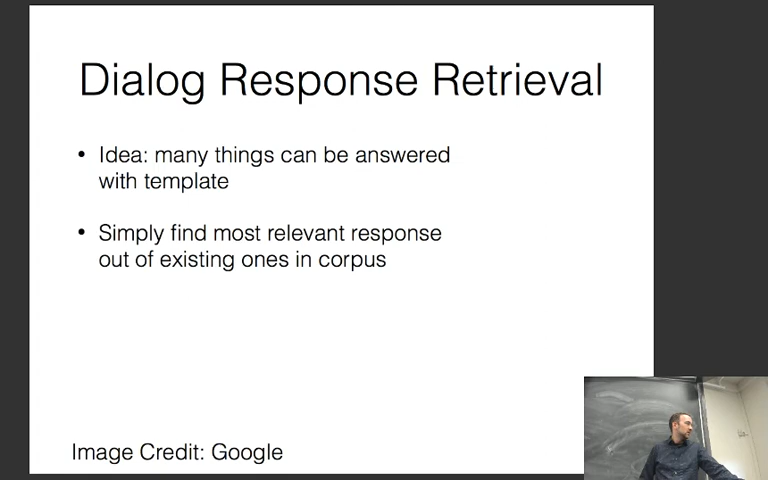 Dialog Response Retrieval
• Idea: many things can be answered
with template
• Simply find most relevant response
out of existing ones in corpus
Image Credit: Google